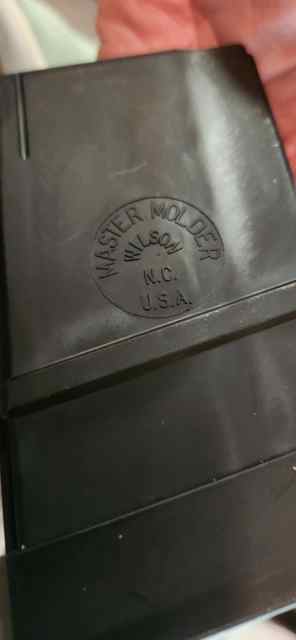 MASTER MOLDER
WILSON
N.C.
U.S.A.